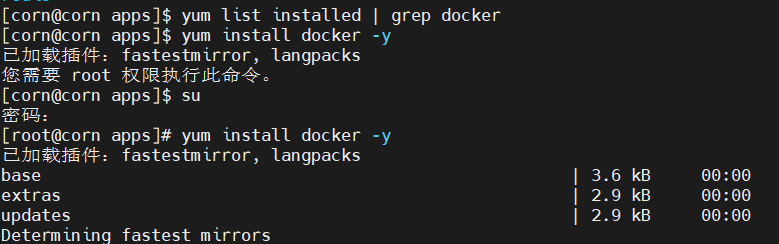 [corn@corn apps]$ yum list installed | grep docker
[corn@corn apps]$ yum install docker -y
已加载插件：fastestmirror, langpacks
您需要 root 权限执行此命令。
[corn@corn apps]$ su
密码：
[root@corn apps]# yum install docker -y
已加载插件：fastestmirror, langpacks
base | 3.6 kB 00:00
extras | 2.9 kB 00:00
updates | 2.9 kB 00:00
Determining fastest mirrors